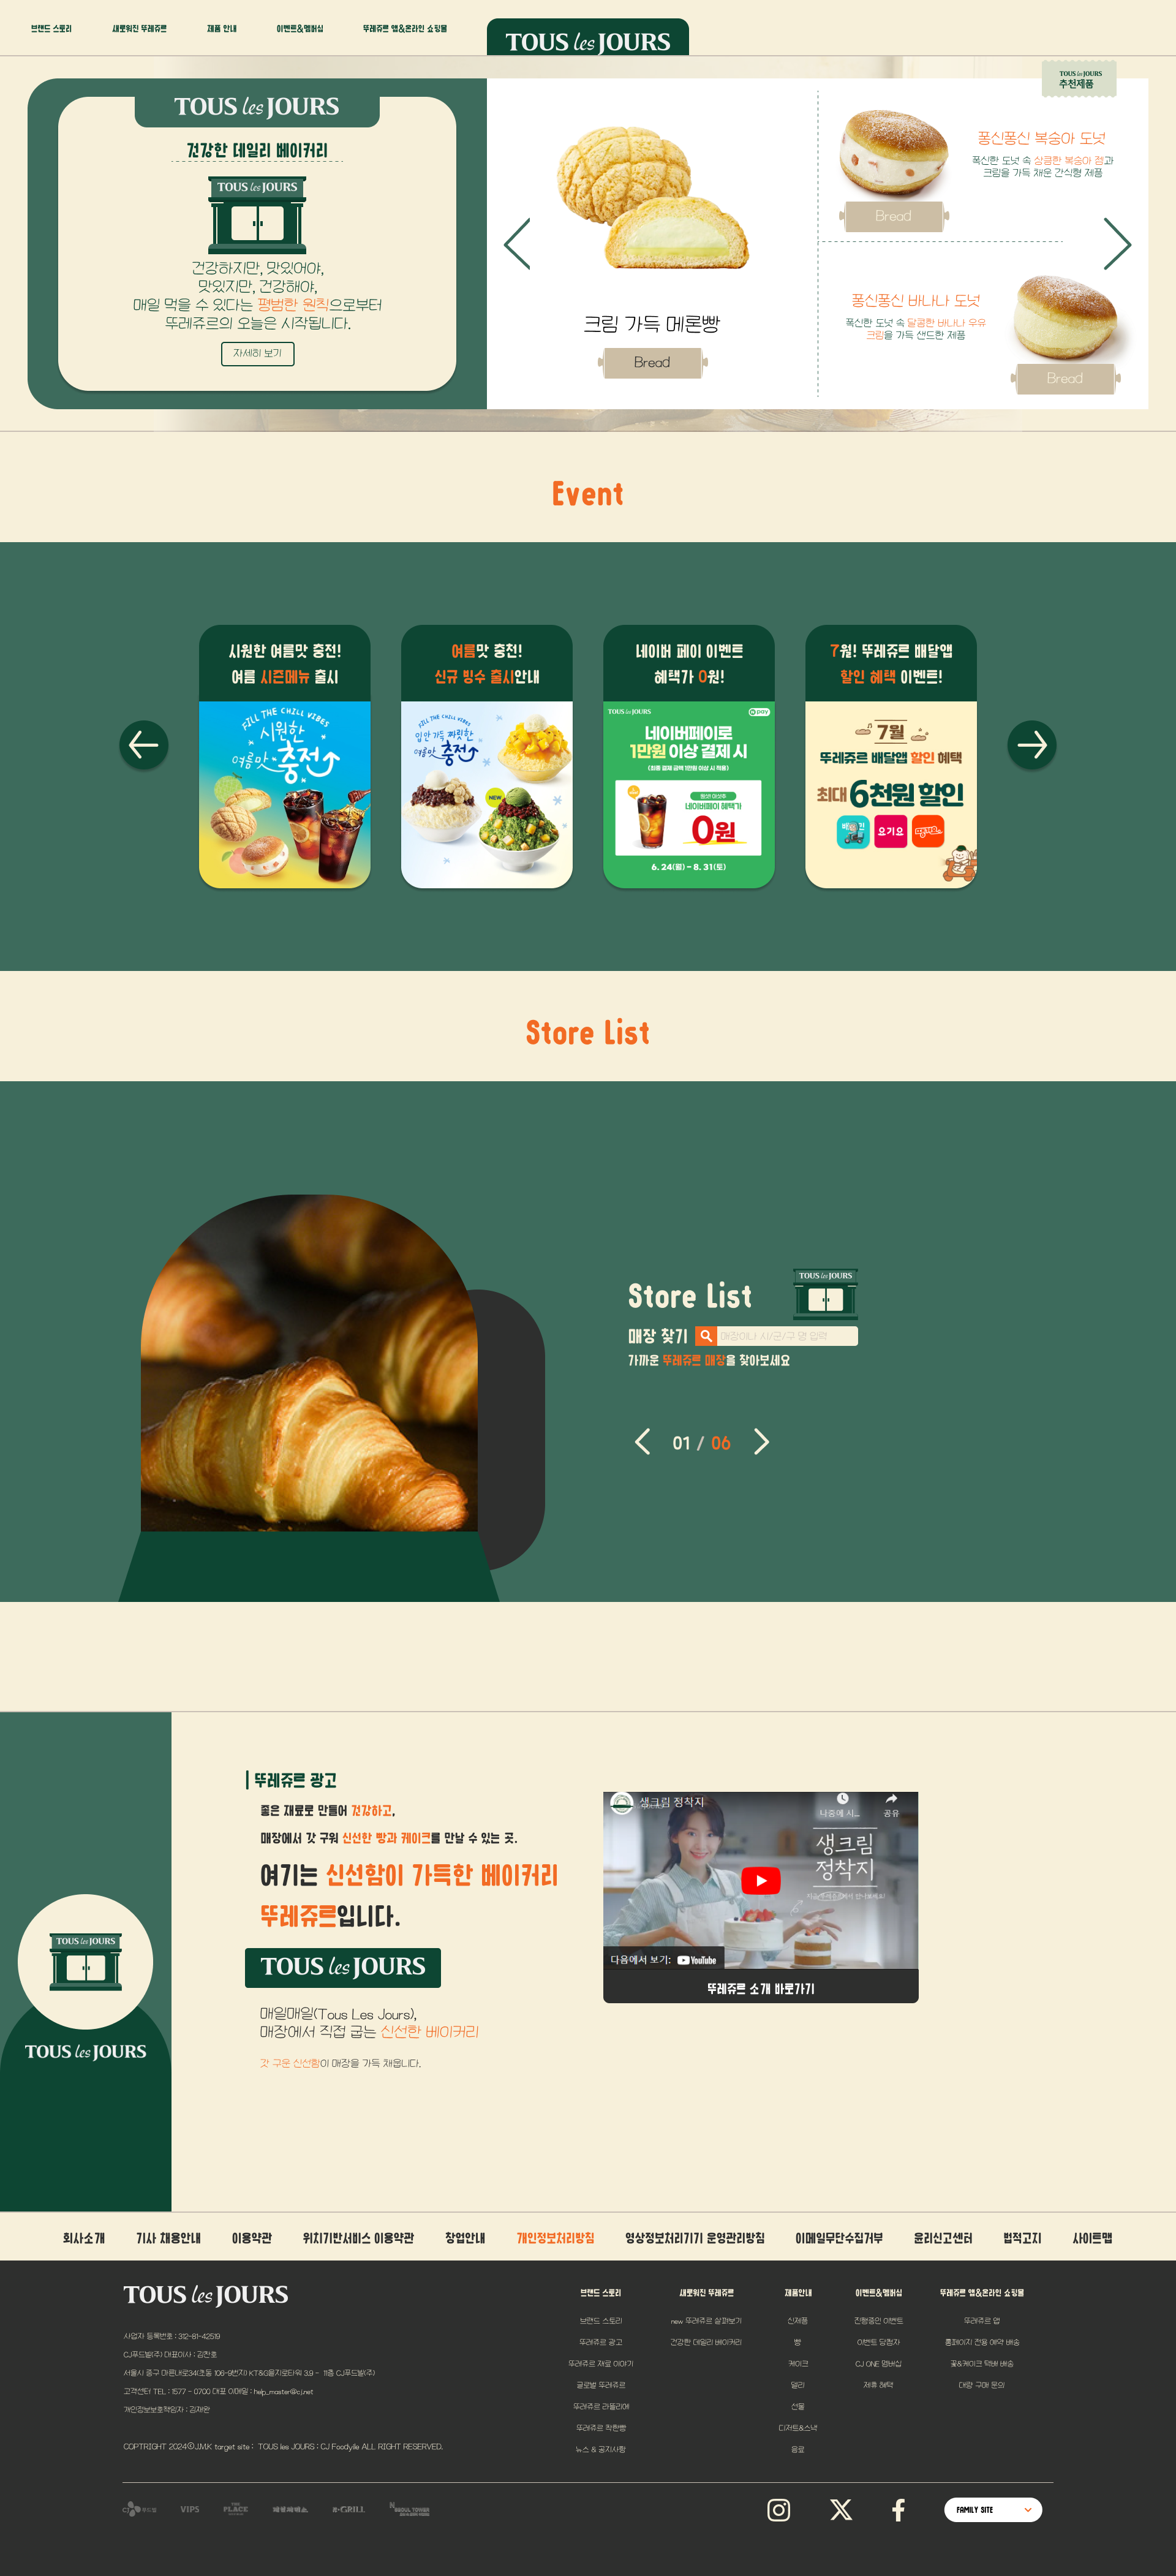 브랜드 스토리
새로워진 뚜레쥬르
제품 안내
이벤트&멤버십
뚜레쥬르 앱&온라인 쇼핑몰
TOUS les JOURS
TOUS les JOURS
건강한 데일리 베이커리
TOUS les JOURS
건강하지만, 맛있어야,
맛있지만, 건강해야,
매일 먹을 수 있다는 평범한 원칙으로부터
뚜레쥬르의 오늘은 시작됩니다.
자세히 보기
크림 가득 메론빵
Bread
TOUS les JOURS
추천제품
퐁신퐁신 복숭아 도넛
폭신한 도넛 속 상큼한 복숭아 잼과
크림을 가득 채운 간식형 제품
Bread
퐁신퐁신 바나나 도넛
폭신한 도넛 속 달콤한 바나나 우유
크림을 가득 샌드한 제품
Bread
Event
시원한 여름맛 충전!
여름 시즌메뉴 출시
FILL THE CHILL VIBES
시원한
여름맛 충전
여름맛 충전!
신규 빙수 출시안내
FILL THE CHILL VIBES
입안 가득 짜릿한
여름맛 충전
NEW
네이버 페이 이벤트
혜택가 0원!
TOUS les JOURS
pay
네이버페이로
1만원 이상 결제 시
(최종 결제 금액 1만원 이상 시 적용)
네이버페이 혜택가
0원
6. 24(월) ~ 8. 31(토)
7월! 뚜레쥬르 배달앱
할인 혜택 이벤트!
7월
뚜레쥬르 배달앱 할인 혜택
최대 6천원 할인
요기요
Store List
Store List
TOUS les JOURS
매장 찾기
매장이나 시/군/구 명 입력
가까운 뚜레쥬르 매장을 찾아보세요
01 / 06
뚜레쥬르 광고
좋은 재료로 만들어 건강하고,
매장에서 갓 구워 신선한 빵과 케이크를 만날 수 있는 곳.
여기는 신선함이 가득한 베이커리
뚜레쥬르입니다.
TOUS les JOURS
매일매일(Tous Les Jours),
매장에서 직접 굽는 신선한 베이커리
갓 구운 신선함이 매장을 가득 채웁니다.
생크림 정착지
나중에 시...
공유
생크림
정착지
다음에서 보기: YouTube
뚜레쥬르 소개 바로가기
TOUS les JOURS
TOUS les JOURS
회사소개
기사 채용안내
이용약관
위치기반서비스 이용약관
창업안내
개인정보처리방침
영상정보처리기기 운영관리방침
이메일무단수집거부
윤리신고센터
법적고지
사이트맵
TOUS les JOURS
사업자 등록번호 : 312-81-42519
CJ푸드빌(주) 대표이사 : 김찬호
서울시 중구 마른내로34(초동 106-9번지) KT&G을지로타워 3,9 - 11층 CJ푸드빌(주)
고객센터 TEL : 1577 - 0700 대표 이메일 : help_master@cj.net
개인정보보호책임자 : 김재완
COPTRIGHT 2024©J.M.K target site : TOUS les JOURS : CJ Foodylle ALL RIGHT RESERVED.
브랜드 스토리
브랜드 스토리
뚜레쥬르 광고
뚜레쥬르 재료 이야기
글로벌 뚜레쥬르
뚜레쥬르 라뜰리에
뚜레쥬르 착한빵
뉴스 & 공지사항
새로워진 뚜레쥬르
new 뚜레쥬르 살펴보기
건강한 데일리 베이커리
제품안내
신제품
빵
케이크
델리
선물
디저트&스낵
음료
이벤트&멤버십
진행중인 이벤트
이벤트 당첨자
CJ ONE 멤버십
제휴 혜택
뚜레쥬르 앱&온라인 쇼핑몰
뚜레쥬르 앱
홈페이지 전용 예약 배송
꽃&케이크 택배 배송
대량 구매 문의
CJ 푸드빌
VIPS
THE PLACE
제일제면소
N SEOUL TOWER
FAMILY SITE